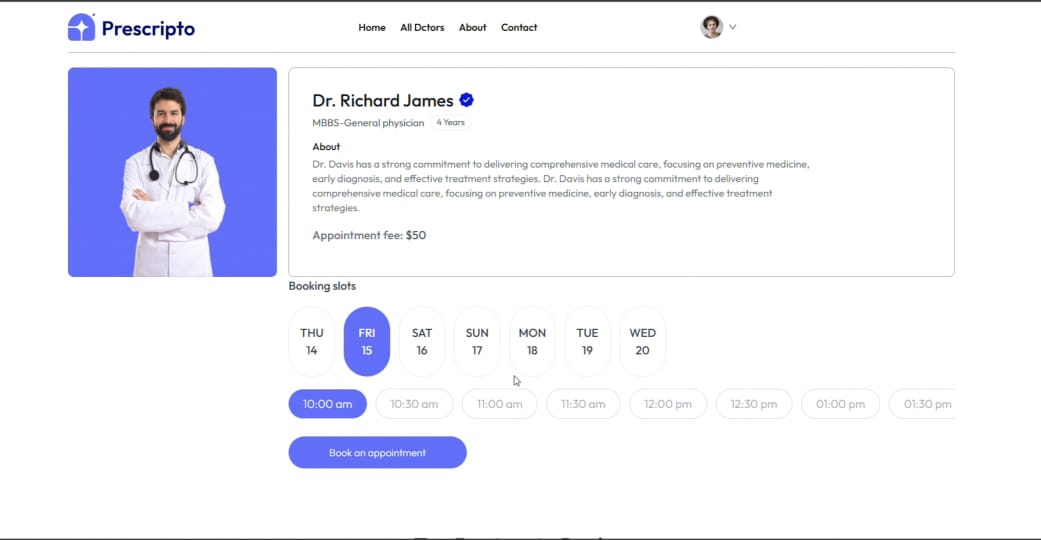 Prescripto
Home All Dctors About Contact
Dr. Richard James
MBBS-General physician 4 Years
About
Dr. Davis has a strong commitment to delivering comprehensive medical care, focusing on preventive medicine,
early diagnosis, and effective treatment strategies. Dr. Davis has a strong commitment to delivering
comprehensive medical care, focusing on preventive medicine, early diagnosis, and effective treatment
strategies.
Appointment fee: $50
Booking slots
THU FRI SAT SUN MON TUE WED
14 15 16 17 18 19 20
10:00 am 10:30 am 11:00 am 11:30 am 12:00 pm 12:30 pm 01:00 pm 01:30 pm
Book an appointment